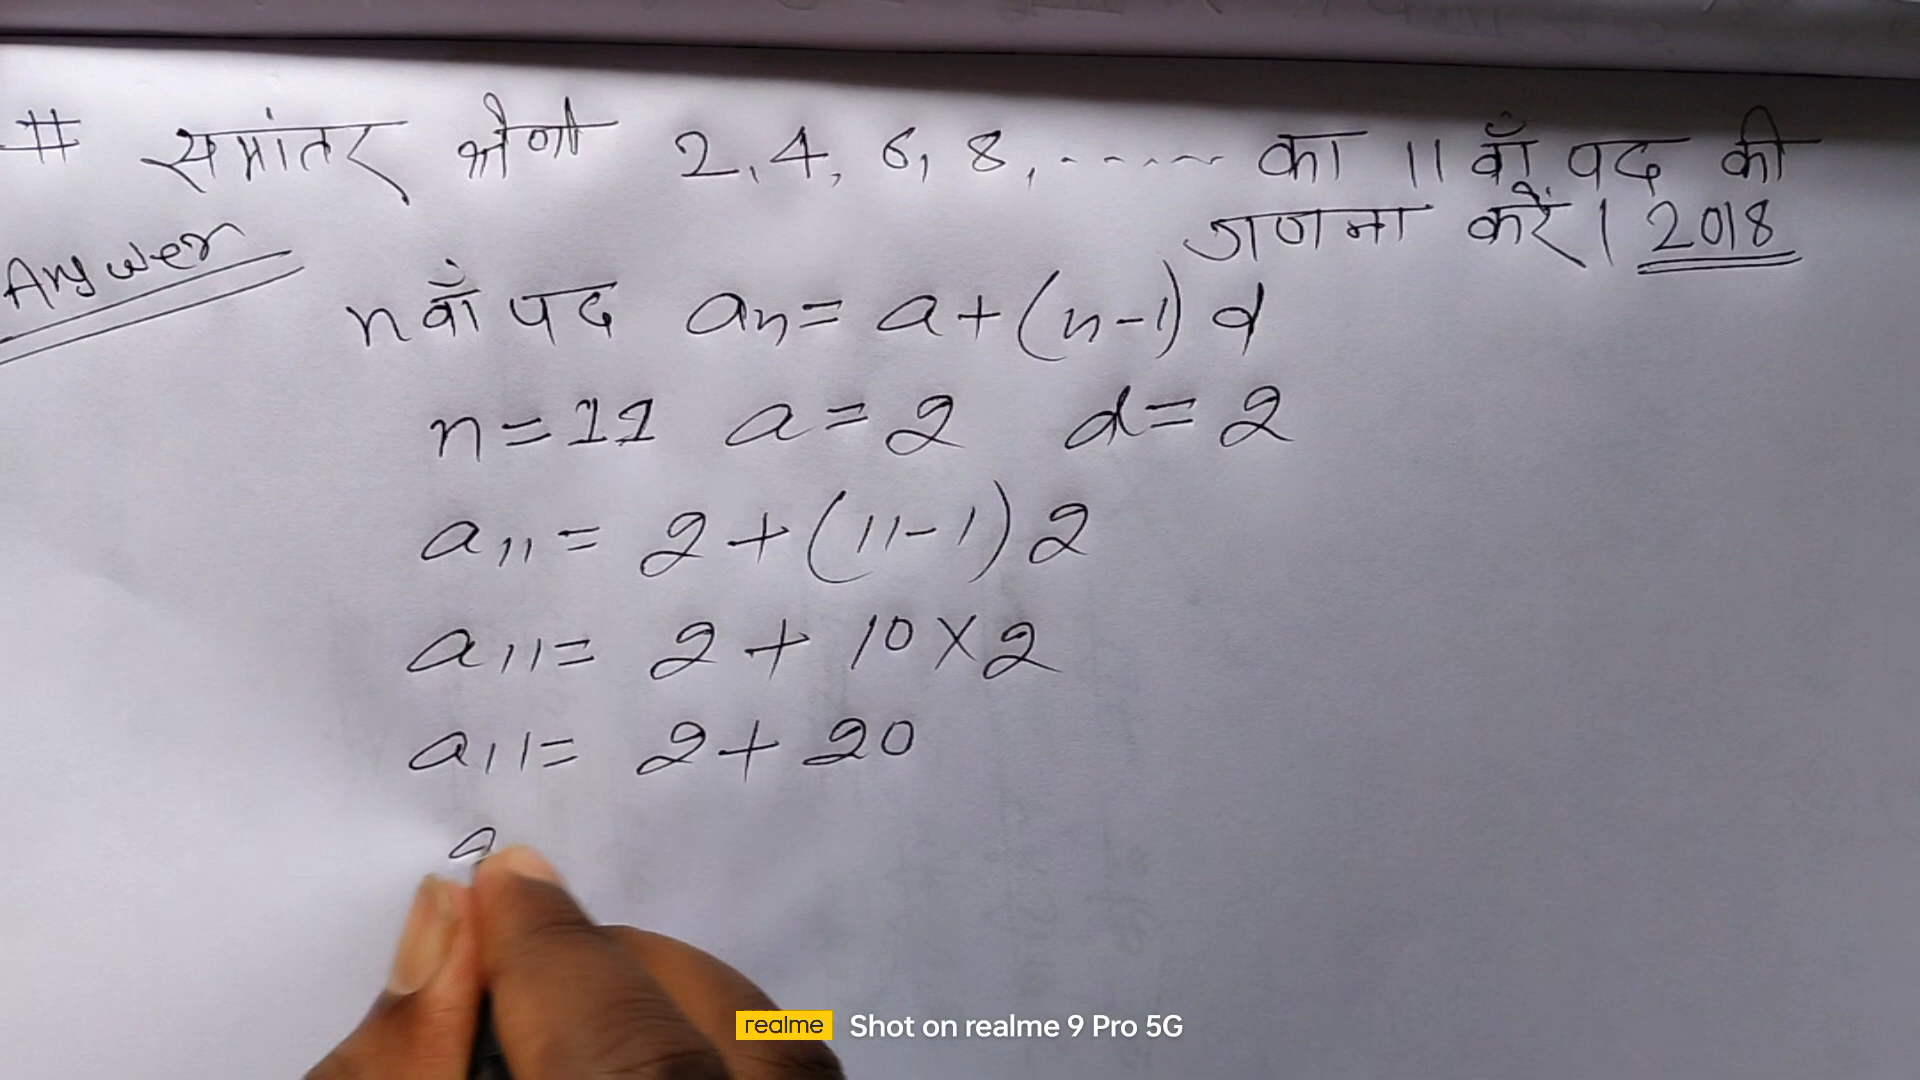 # समांतर श्रेणी 2, 4, 6, 8, ------ का 11 वाँ पद की
गणना करें। 2018
Answer
n वाँ पद an = a + (n-1) d
n = 11 a = 2 d = 2
a11 = 2 + (11-1) 2
a11 = 2 + 10 × 2
a11 = 2 + 20
a
realme Shot on realme 9 Pro 5G